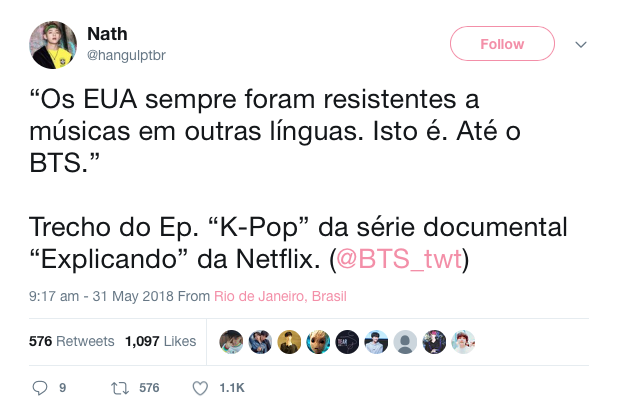 Nath
@hangulptbr
Follow
“Os EUA sempre foram resistentes a
músicas em outras línguas. Isto é. Até o
BTS.”
Trecho do Ep. “K-Pop” da série documental
“Explicando” da Netflix. (@BTS_twt)
9:17 am - 31 May 2018 From Rio de Janeiro, Brasil
576 Retweets 1,097 Likes
9 576 1.1K